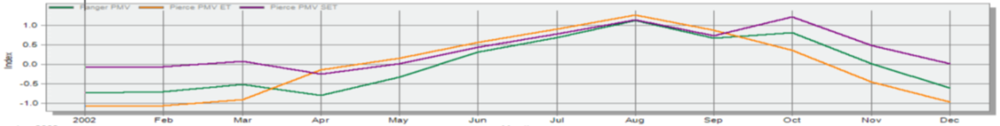 Fanger PMV Pierce PMV ET Pierce PMV SET
1.0
0.5
0.0
-0.5
-1.0
Index
2002 Feb Mar Apr May Jun Jul Aug Sep Oct Nov Dec